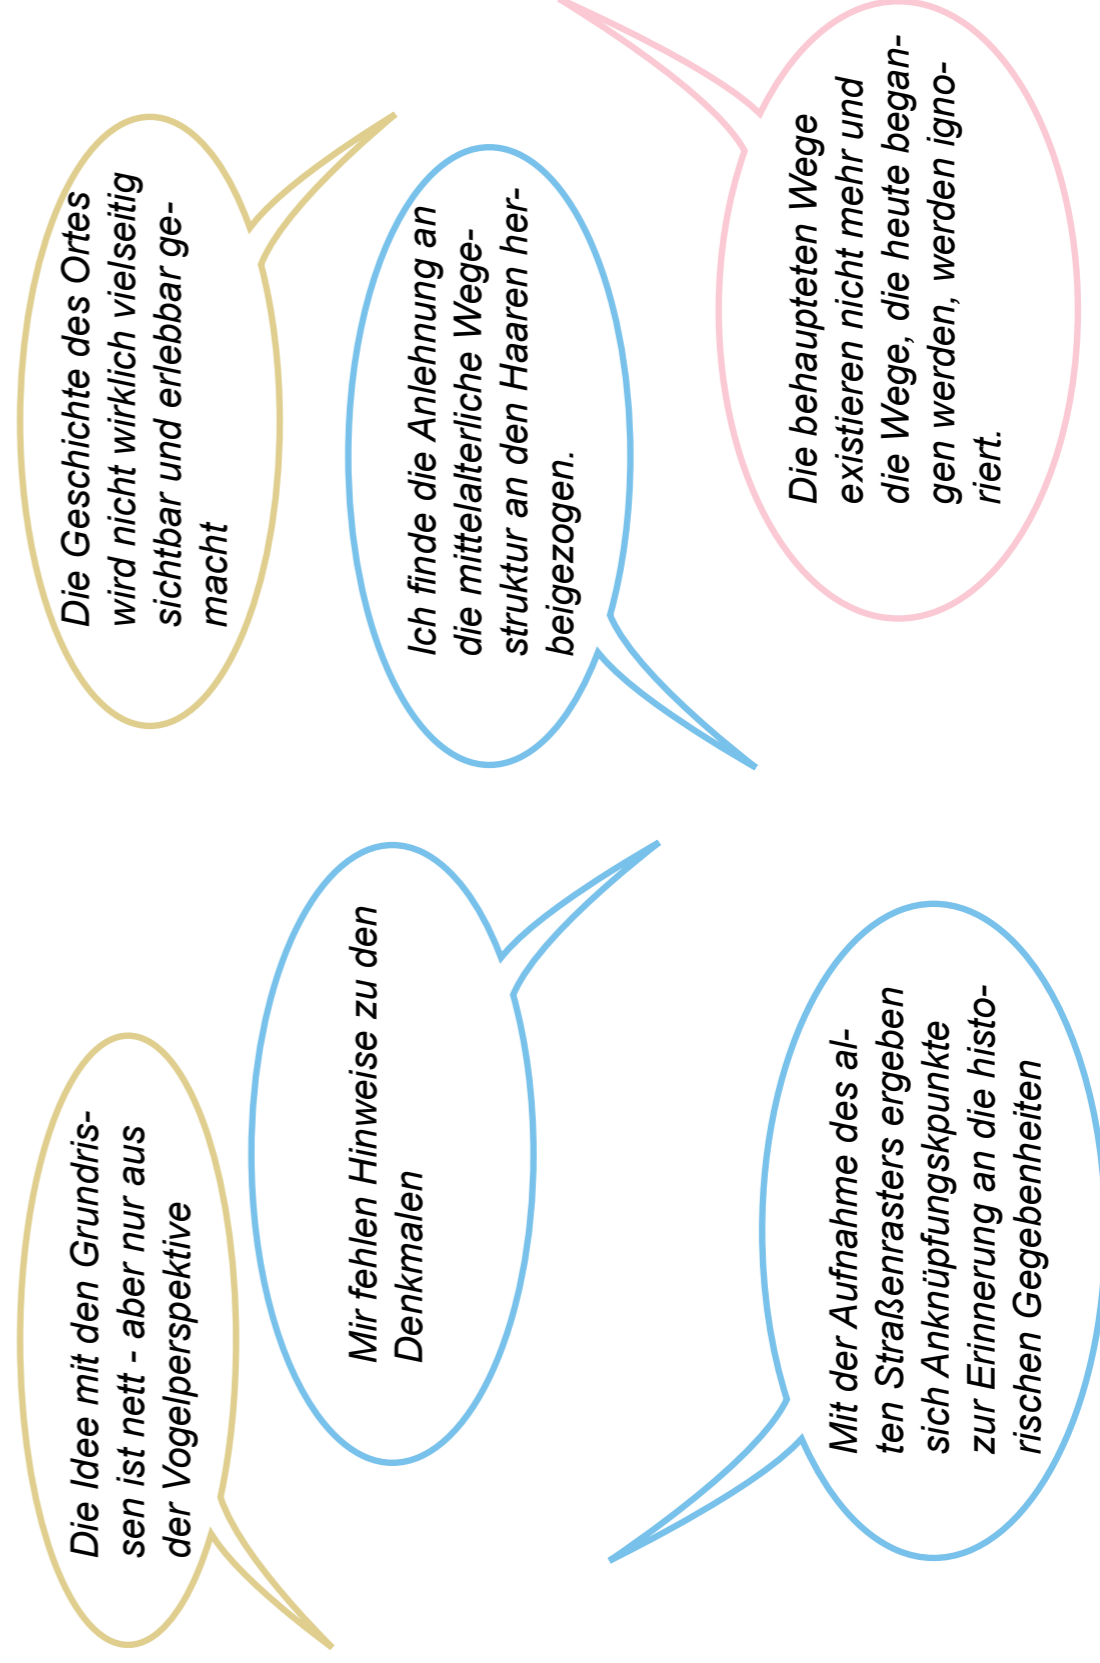 Die Idee mit den Grundris-
sen ist nett - aber nur aus
der Vogelperspektive
Die Geschichte des Ortes
wird nicht wirklich vielseitig
sichtbar und erlebbar ge-
macht
Mir fehlen Hinweise zu den
Denkmalen
Ich finde die Anlehnung an
die mittelalterliche Wege-
struktur an den Haaren her-
beigezogen.
Mit der Aufnahme des al-
ten Straßenrasters ergeben
sich Anknüpfungskpunkte
zur Erinnerung an die histo-
rischen Gegebenheiten
Die behaupteten Wege
existieren nicht mehr und
die Wege, die heute began-
gen werden, werden igno-
riert.